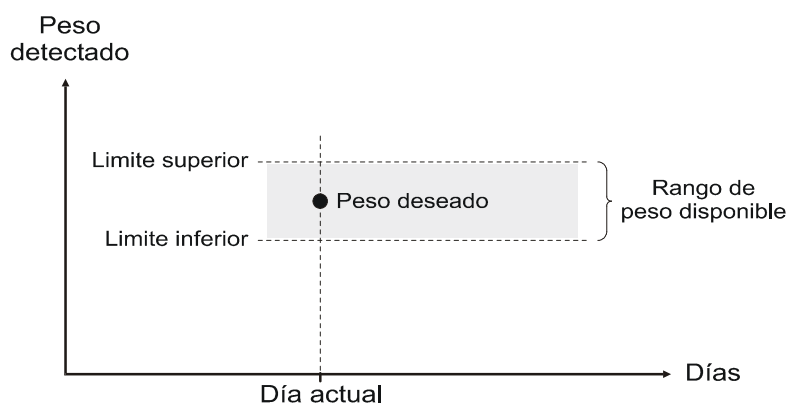 Peso
detectado
Limite superior
Peso deseado
Rango de
peso disponible
Limite inferior
Días
Día actual